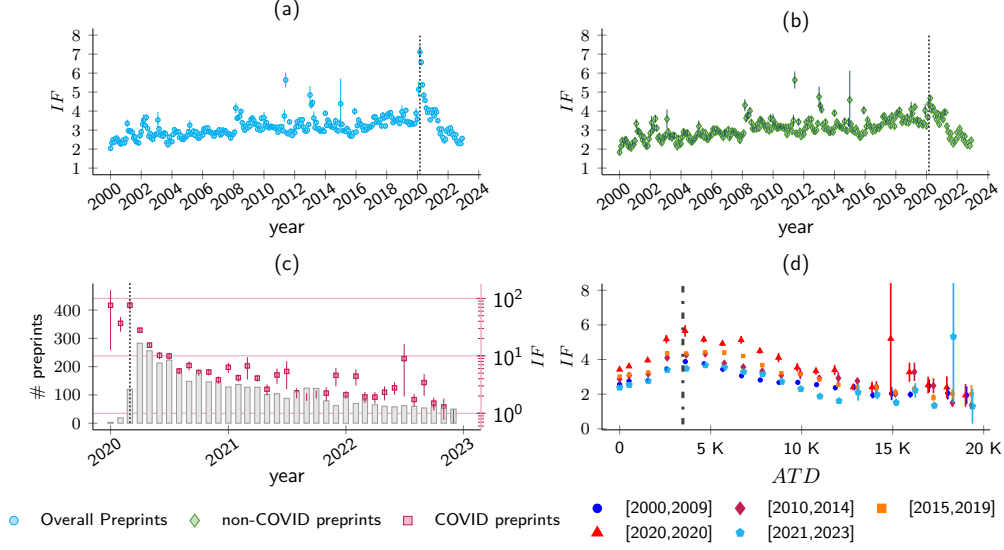 (a)
8
7
6
5
4
3
2
1
IF
2000 2002 2004 2006 2008 2010 2012 2014 2016 2018 2020 2022 2024
year
(b)
8
7
6
5
4
3
2
1
IF
2000 2002 2004 2006 2008 2010 2012 2014 2016 2018 2020 2022 2024
year
(c)
400
300
200
100
0
# preprints
10²
10¹
10⁰
IF
2020 2021 2022 2023
year
(d)
8
6
4
2
0
IF
0 5 K 10 K 15 K 20 K
ATD
Overall Preprints non-COVID preprints COVID preprints
[2000,2009] [2010,2014] [2015,2019]
[2020,2020] [2021,2023]